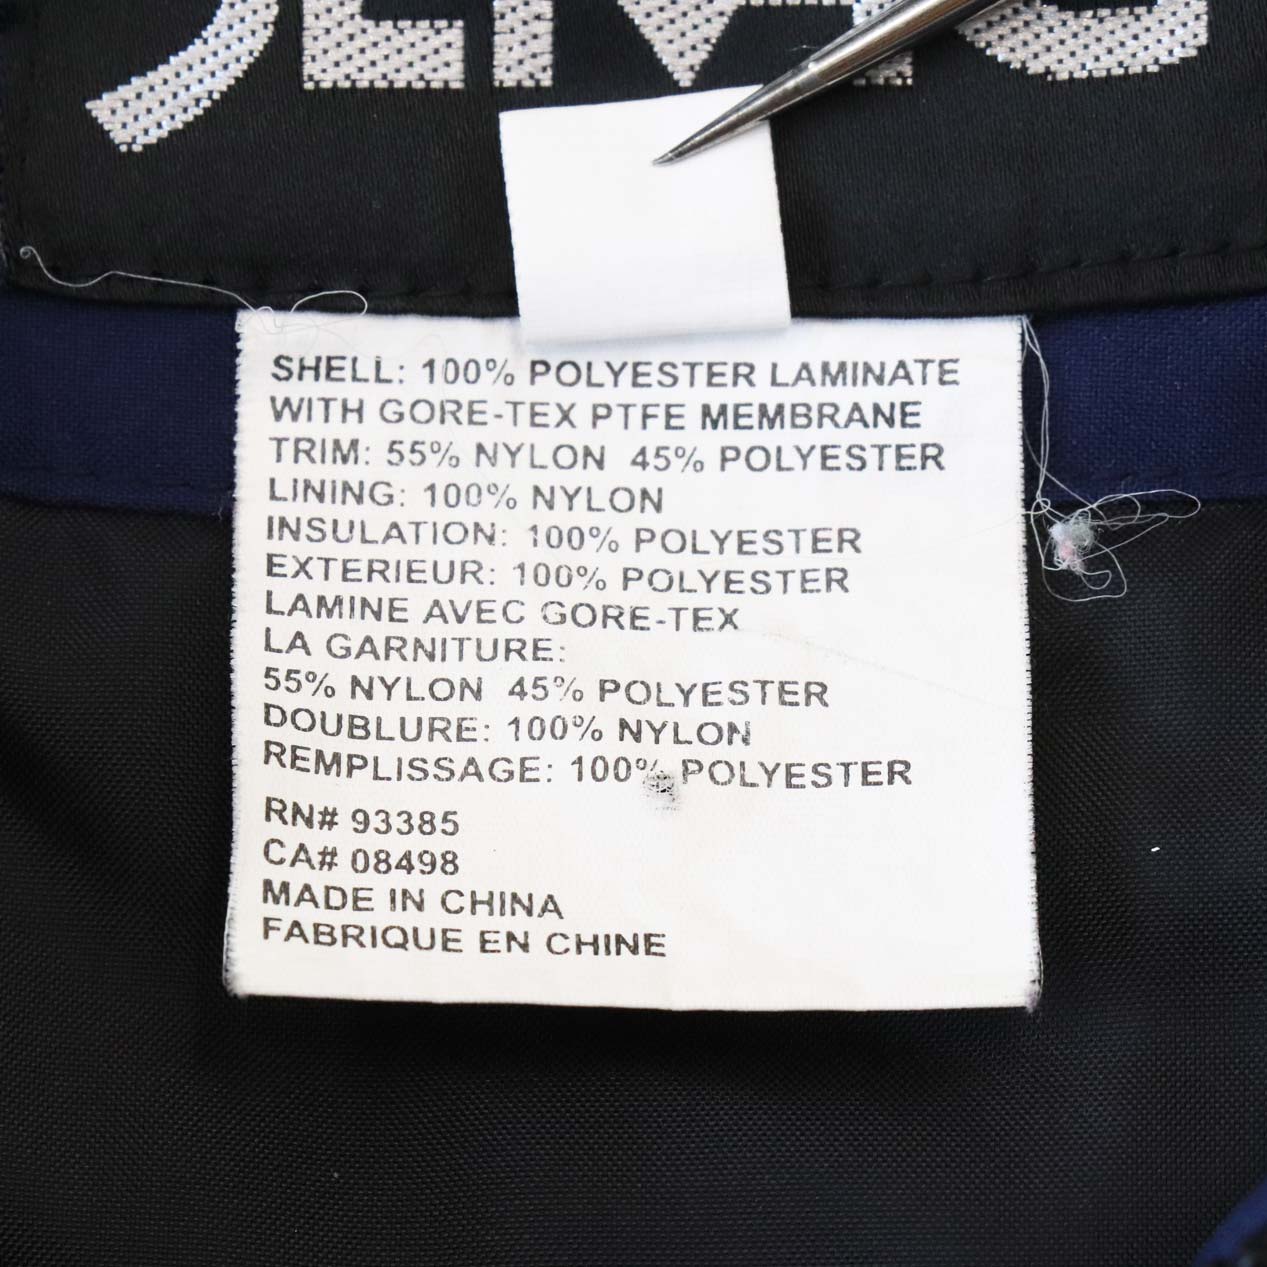 SHELL: 100% POLYESTER LAMINATE
WITH GORE-TEX PTFE MEMBRANE
TRIM: 55% NYLON 45% POLYESTER
LINING: 100% NYLON
INSULATION: 100% POLYESTER
EXTERIEUR: 100% POLYESTER
LAMINE AVEC GORE-TEX
LA GARNITURE:
55% NYLON 45% POLYESTER
DOUBLURE: 100% NYLON
REMPLISSAGE: 100% POLYESTER
RN# 93385
CA# 08498
MADE IN CHINA
FABRIQUE EN CHINE